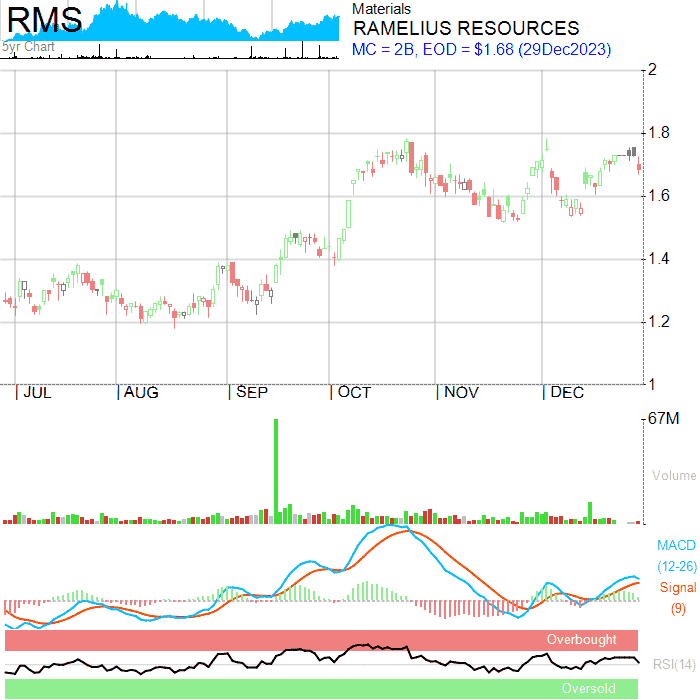 RMS
5yr Chart
Materials
RAMELIUS RESOURCES
MC = 2B, EOD = $1.68 (29Dec2023)
2
1.8
1.6
1.4
1.2
1
JUL AUG SEP OCT NOV DEC
67M
Volume
MACD
(12-26)
Signal
(9)
Overbought
RSI(14)
Oversold